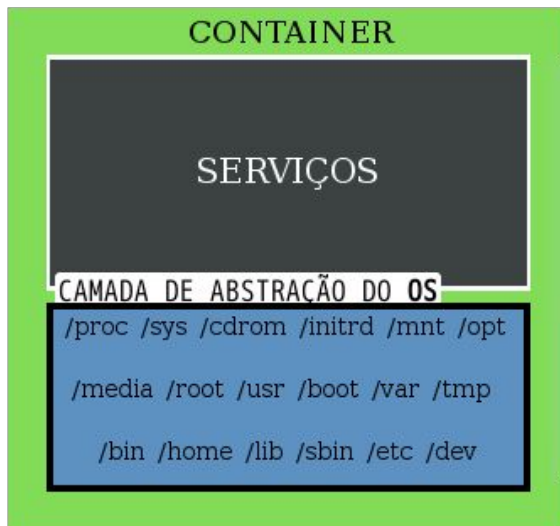 CONTAINER
SERVIÇOS
CAMADA DE ABSTRAÇÃO DO OS
/proc /sys /cdrom /initrd /mnt /opt
/media /root /usr /boot /var /tmp
/bin /home /lib /sbin /etc /dev